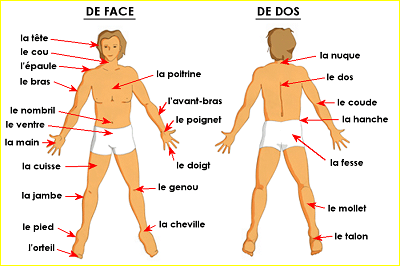 DE FACE
la tête
le cou
l'épaule
le bras
la poitrine
l'avant-bras
le nombril
le poignet
le ventre
la main
le doigt
la cuisse
le genou
la jambe
la cheville
le pied
l'orteil
DE DOS
la nuque
le dos
le coude
la hanche
la fesse
le mollet
le talon